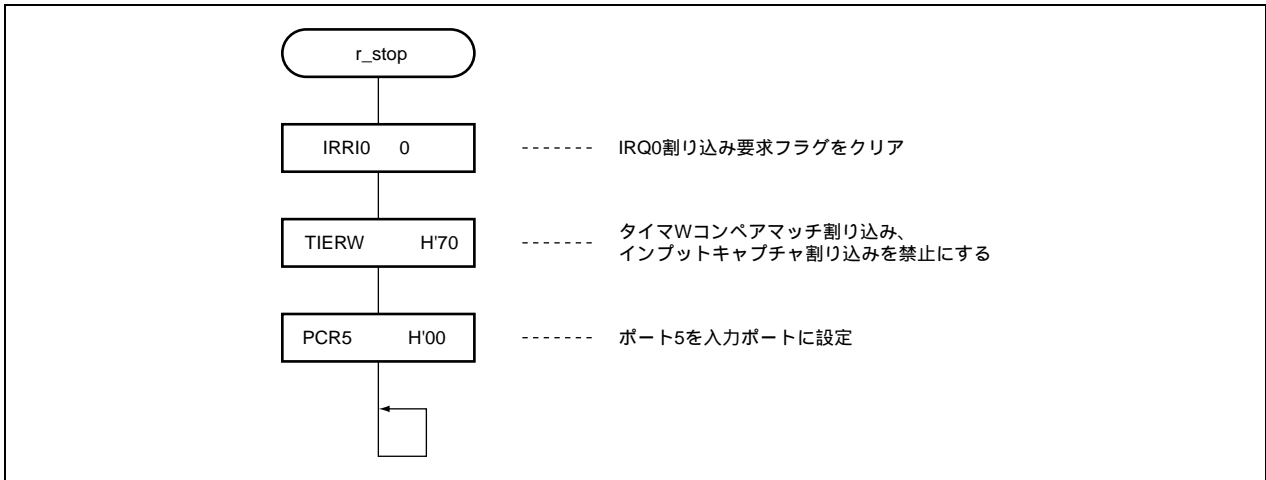 r_stop
IRRI0 0
------- IRQ0割り込み要求フラグをクリア
TIERW H'70
------- タイマWコンペアマッチ割り込み、
インプットキャプチャ割り込みを禁止にする
PCR5 H'00
------- ポート5を入力ポートに設定